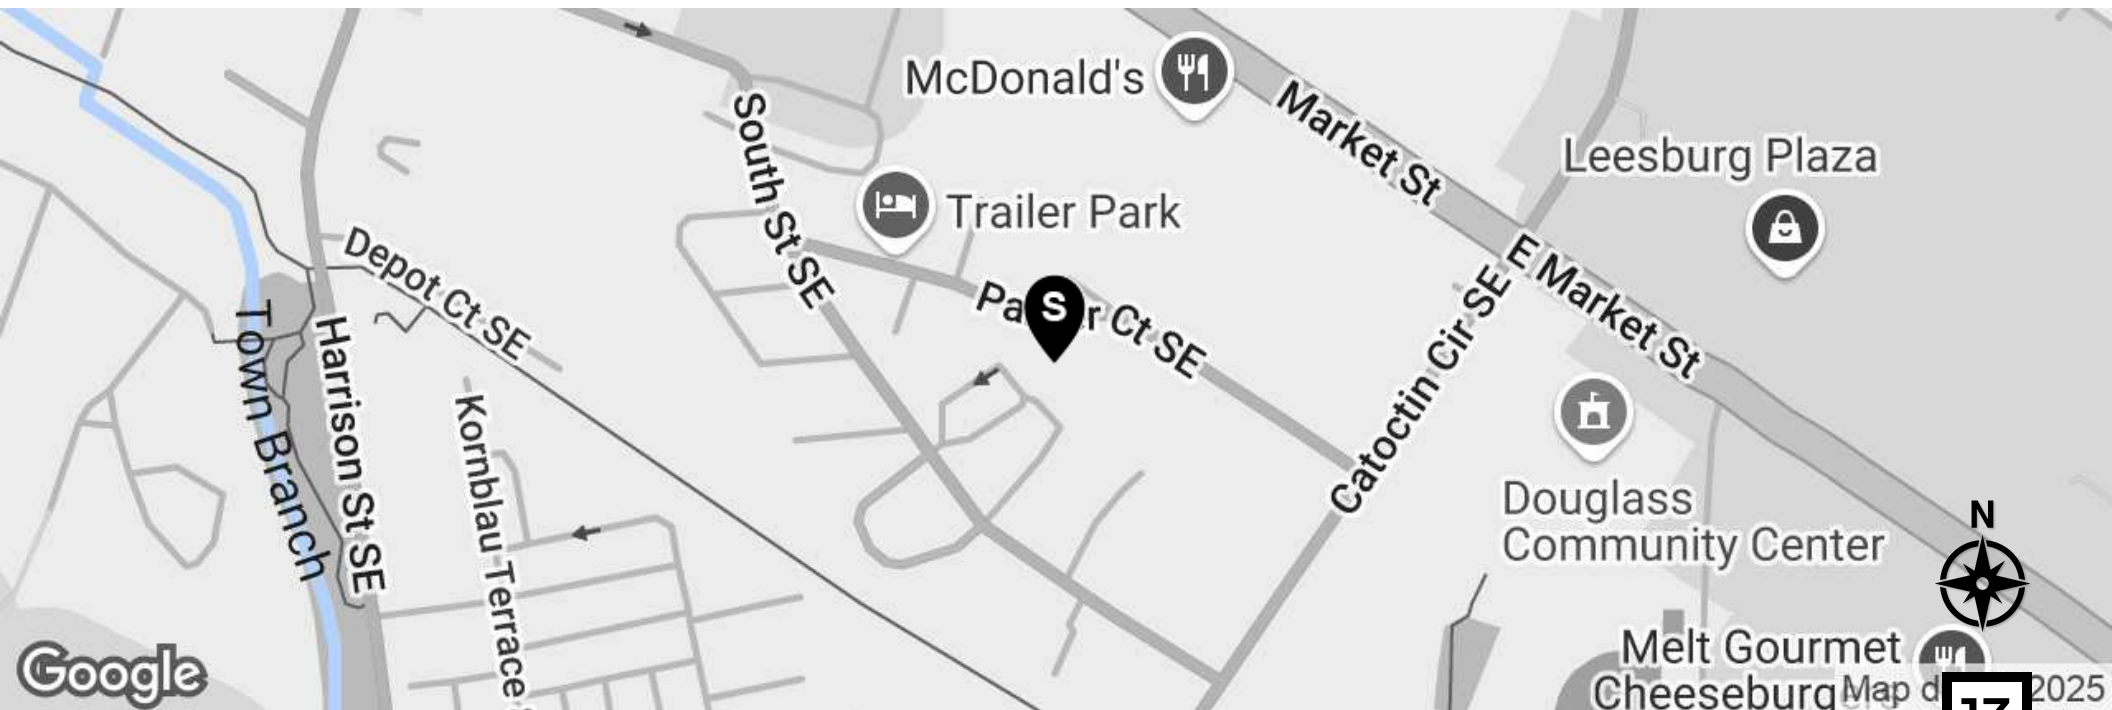 McDonald's
Market St
Leesburg Plaza
South St SE
Trailer Park
Depot Ct SE
S
Ct SE
E Market St
Catoctin Cir SE
Town Branch
Harrison St SE
Kornblau Terrace
Douglass
Community Center
N
Melt Gourmet
Google
Map 2025